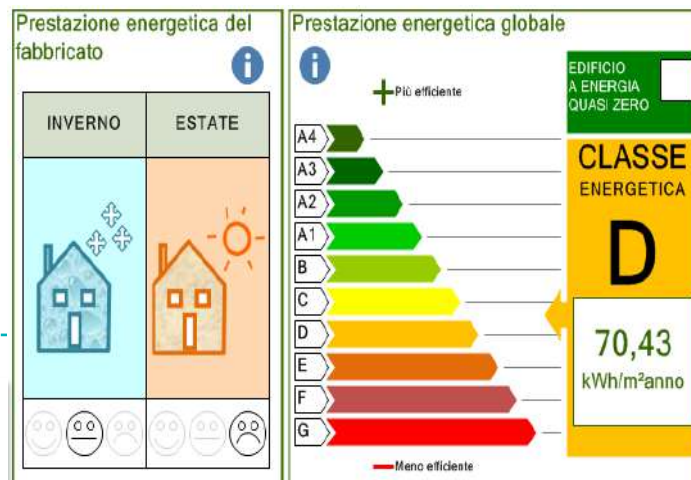 Prestazione energetica del
fabbricato
i
INVERNO
ESTATE
Prestazione energetica globale
i
Più efficiente
A4
A3
A2
A1
B
C
D
E
F
G
Meno efficiente
EDIFICIO
A ENERGIA
QUASI ZERO
CLASSE
ENERGETICA
D
70,43
kWh/m²anno